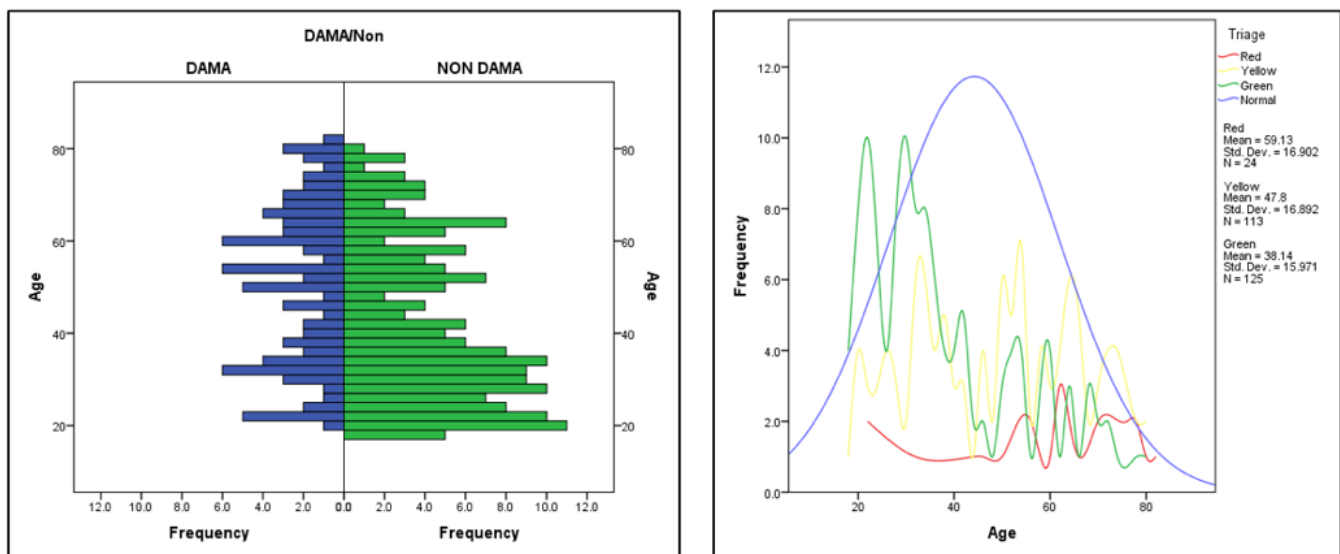 DAMA/Non
DAMA NON DAMA
80 80
60 60
Age Age
40 40
20 20
12.0 10.0 8.0 6.0 4.0 2.0 0.0 0.0 2.0 4.0 6.0 8.0 10.0 12.0
Frequency Frequency
Triage
Red
Yellow
Green
Normal
Red
Mean = 59.13
Std. Dev. = 16.902
N = 24
Yellow
Mean = 47.8
Std. Dev. = 16.892
N = 113
Green
Mean = 38.14
Std. Dev. = 15.971
N = 125
12.0
10.0
8.0
Frequency
6.0
4.0
2.0
0.0
20 40 60 80
Age